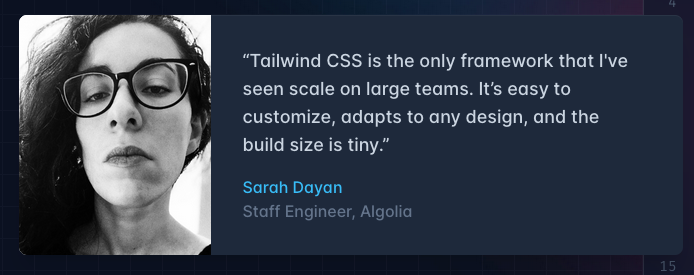 4
“Tailwind CSS is the only framework that I've
seen scale on large teams. It’s easy to
customize, adapts to any design, and the
build size is tiny.”
Sarah Dayan
Staff Engineer, Algolia
15